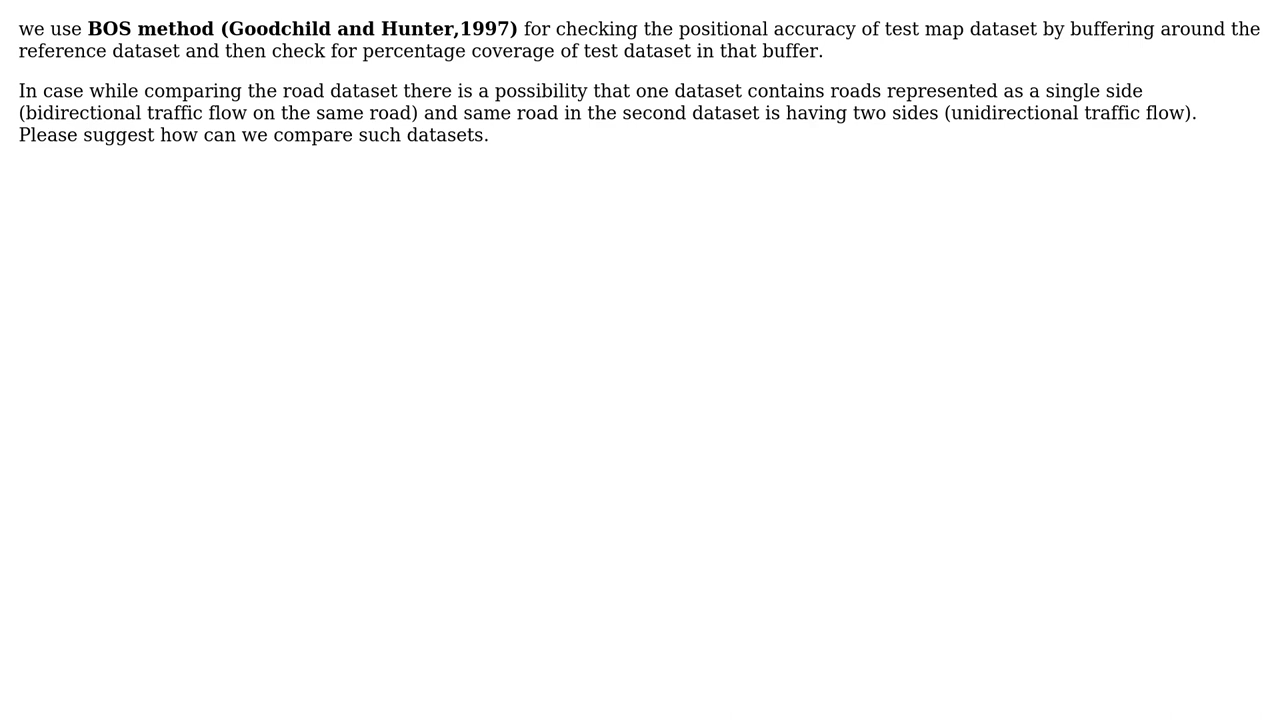 we use BOS method (Goodchild and Hunter,1997) for checking the positional accuracy of test map dataset by buffering around the
reference dataset and then check for percentage coverage of test dataset in that buffer.
In case while comparing the road dataset there is a possibility that one dataset contains roads represented as a single side
(bidirectional traffic flow on the same road) and same road in the second dataset is having two sides (unidirectional traffic flow).
Please suggest how can we compare such datasets.